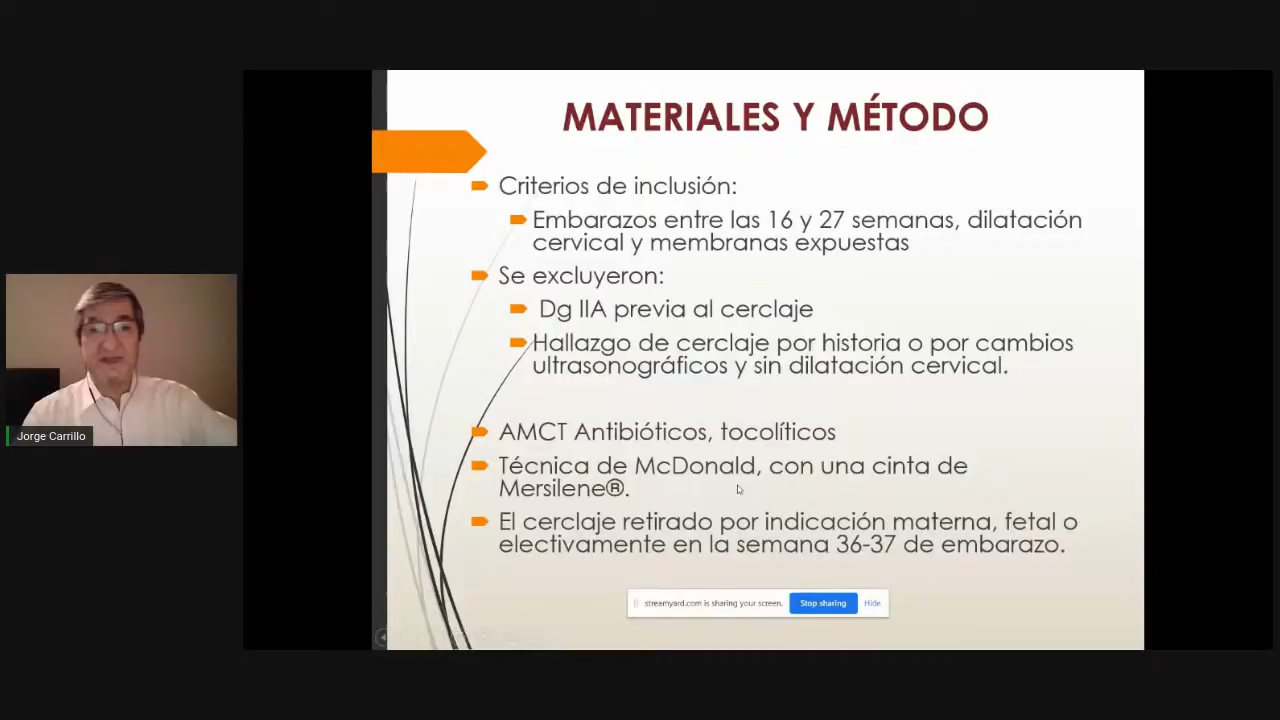 MATERIALES Y MÉTODO
Criterios de inclusión:
Embarazos entre las 16 y 27 semanas, dilatación
cervical y membranas expuestas
Se excluyeron:
Dg IIA previa al cerclaje
Hallazgo de cerclaje por historia o por cambios
ultrasonográficos y sin dilatación cervical.
AMCT Antibióticos, tocolíticos
Técnica de McDonald, con una cinta de
Mersilene®.
El cerclaje retirado por indicación materna, fetal o
electivamente en la semana 36-37 de embarazo.
Jorge Carrillo
streamyard.com is sharing your screen.
Stop sharing
Hide